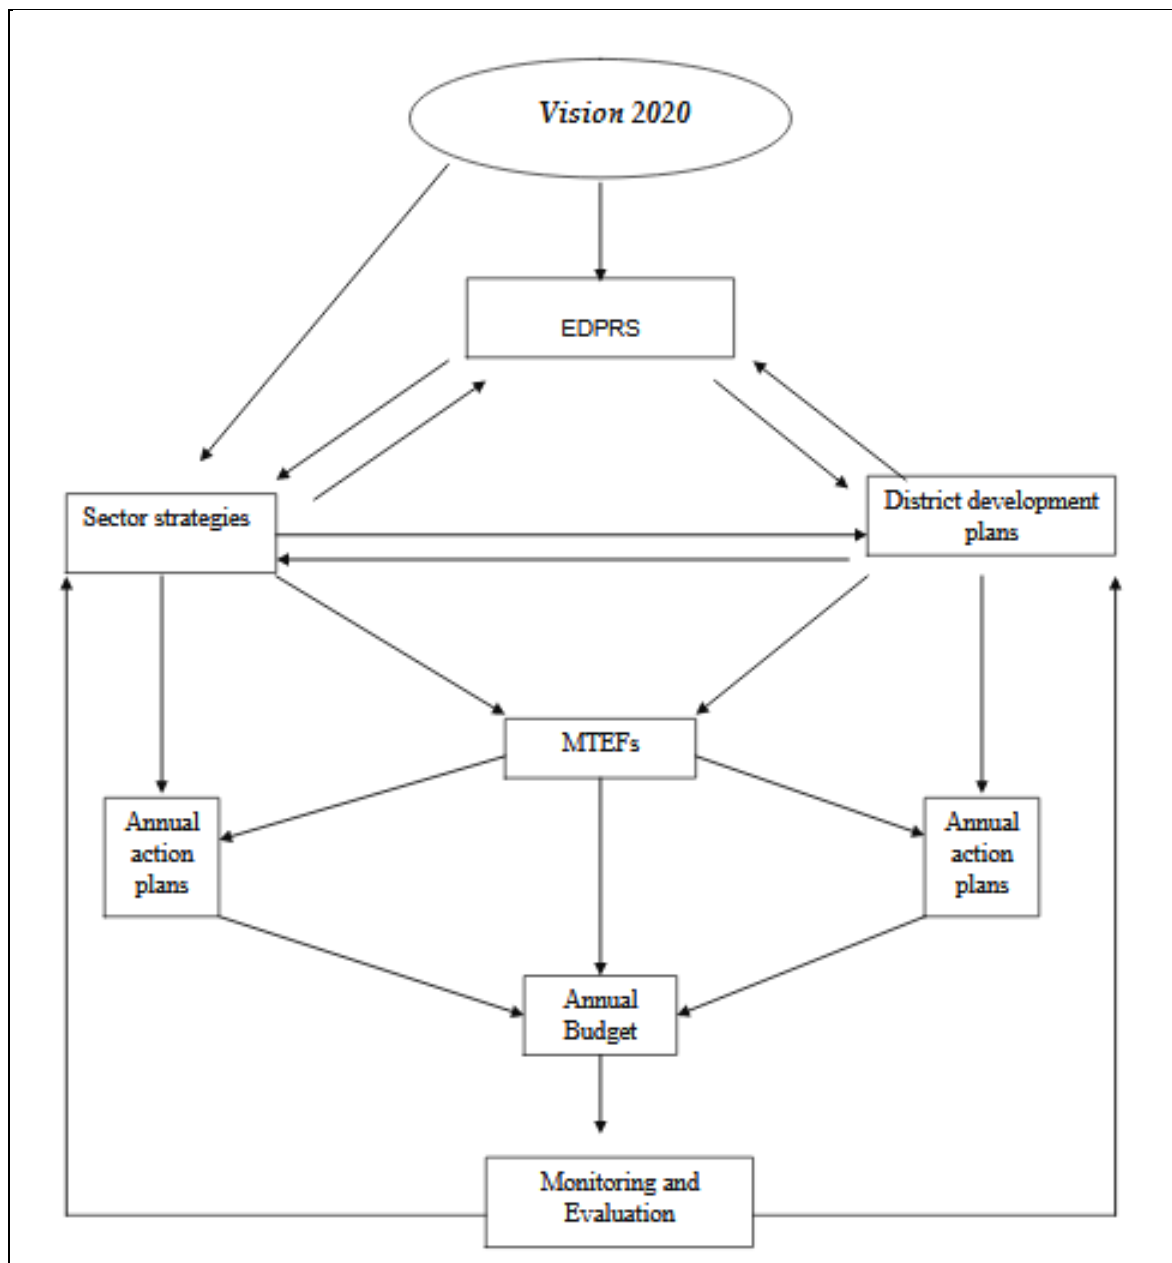 Vision 2020
EDPRS
Sector strategies
District development
plans
MTEFs
Annual
action
plans
Annual
action
plans
Annual
Budget
Monitoring and
Evaluation